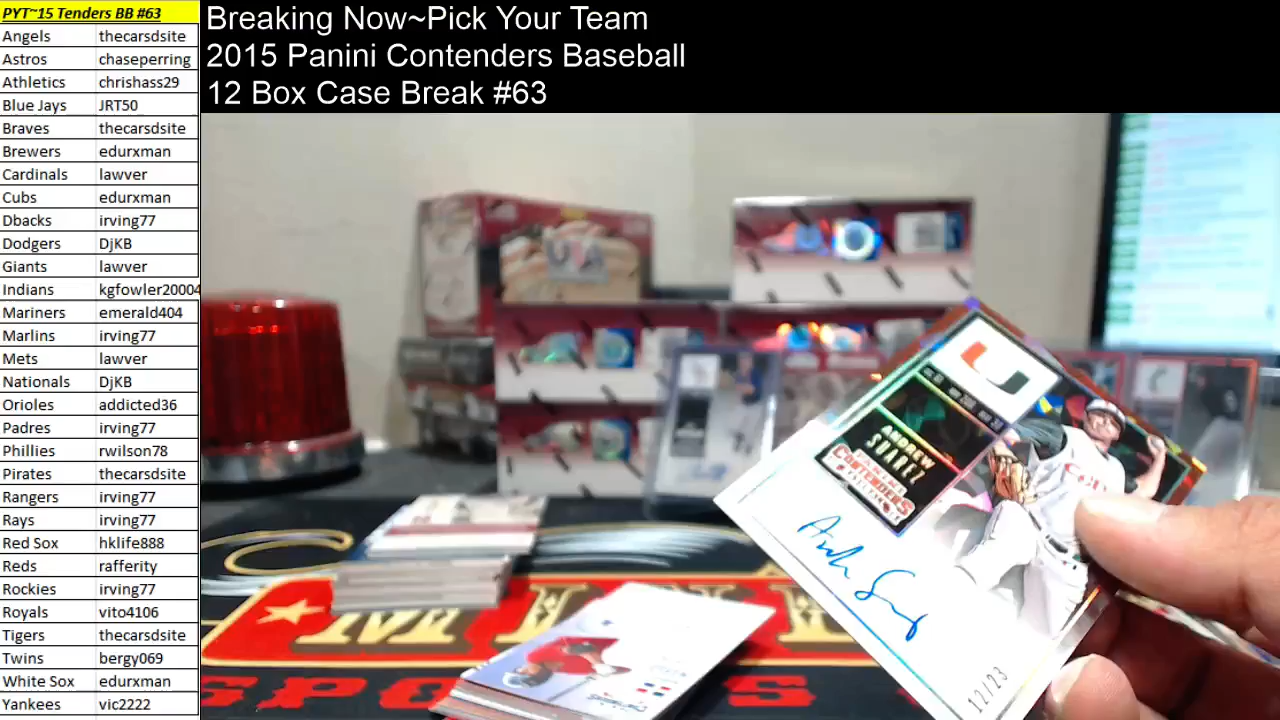 PYT~15 Tenders BB #63
Angels thecarsdsite
Astros chaseperring
Athletics chrishass29
Blue Jays JRT50
Braves thecarsdsite
Brewers edurxman
Cardinals lawver
Cubs edurxman
Dbacks irving77
Dodgers DjKB
Giants lawver
Indians kgfowler20004
Mariners emerald404
Marlins irving77
Mets lawver
Nationals DjKB
Orioles addicted36
Padres irving77
Phillies rwilson78
Pirates thecarsdsite
Rangers irving77
Rays irving77
Red Sox hklife888
Reds rafferity
Rockies irving77
Royals vito4106
Tigers thecarsdsite
Twins bergy069
White Sox edurxman
Yankees vic2222
Breaking Now~Pick Your Team
2015 Panini Contenders Baseball
12 Box Case Break #63
USA
U
ANDREW
SUAREZ
CONTENDERS
12/23